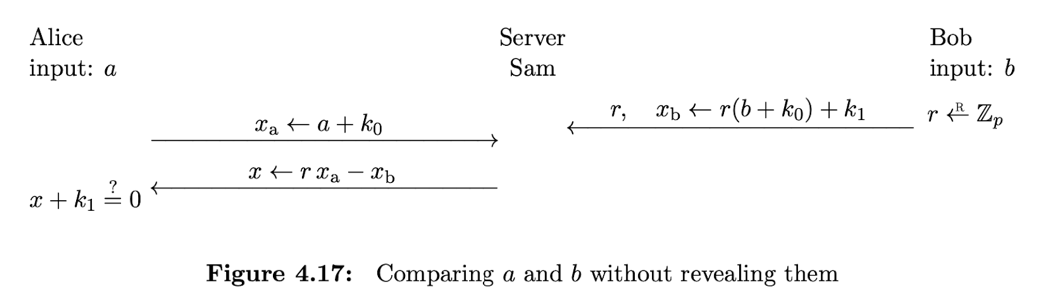 Alice
input: a
Server
Sam
Bob
input: b
x_a ← a + k_0
r, x_b ← r(b + k_0) + k_1
r ←^R ℤ_p
x ← r x_a − x_b
x + k_1 ≟ 0
Figure 4.17: Comparing a and b without revealing them